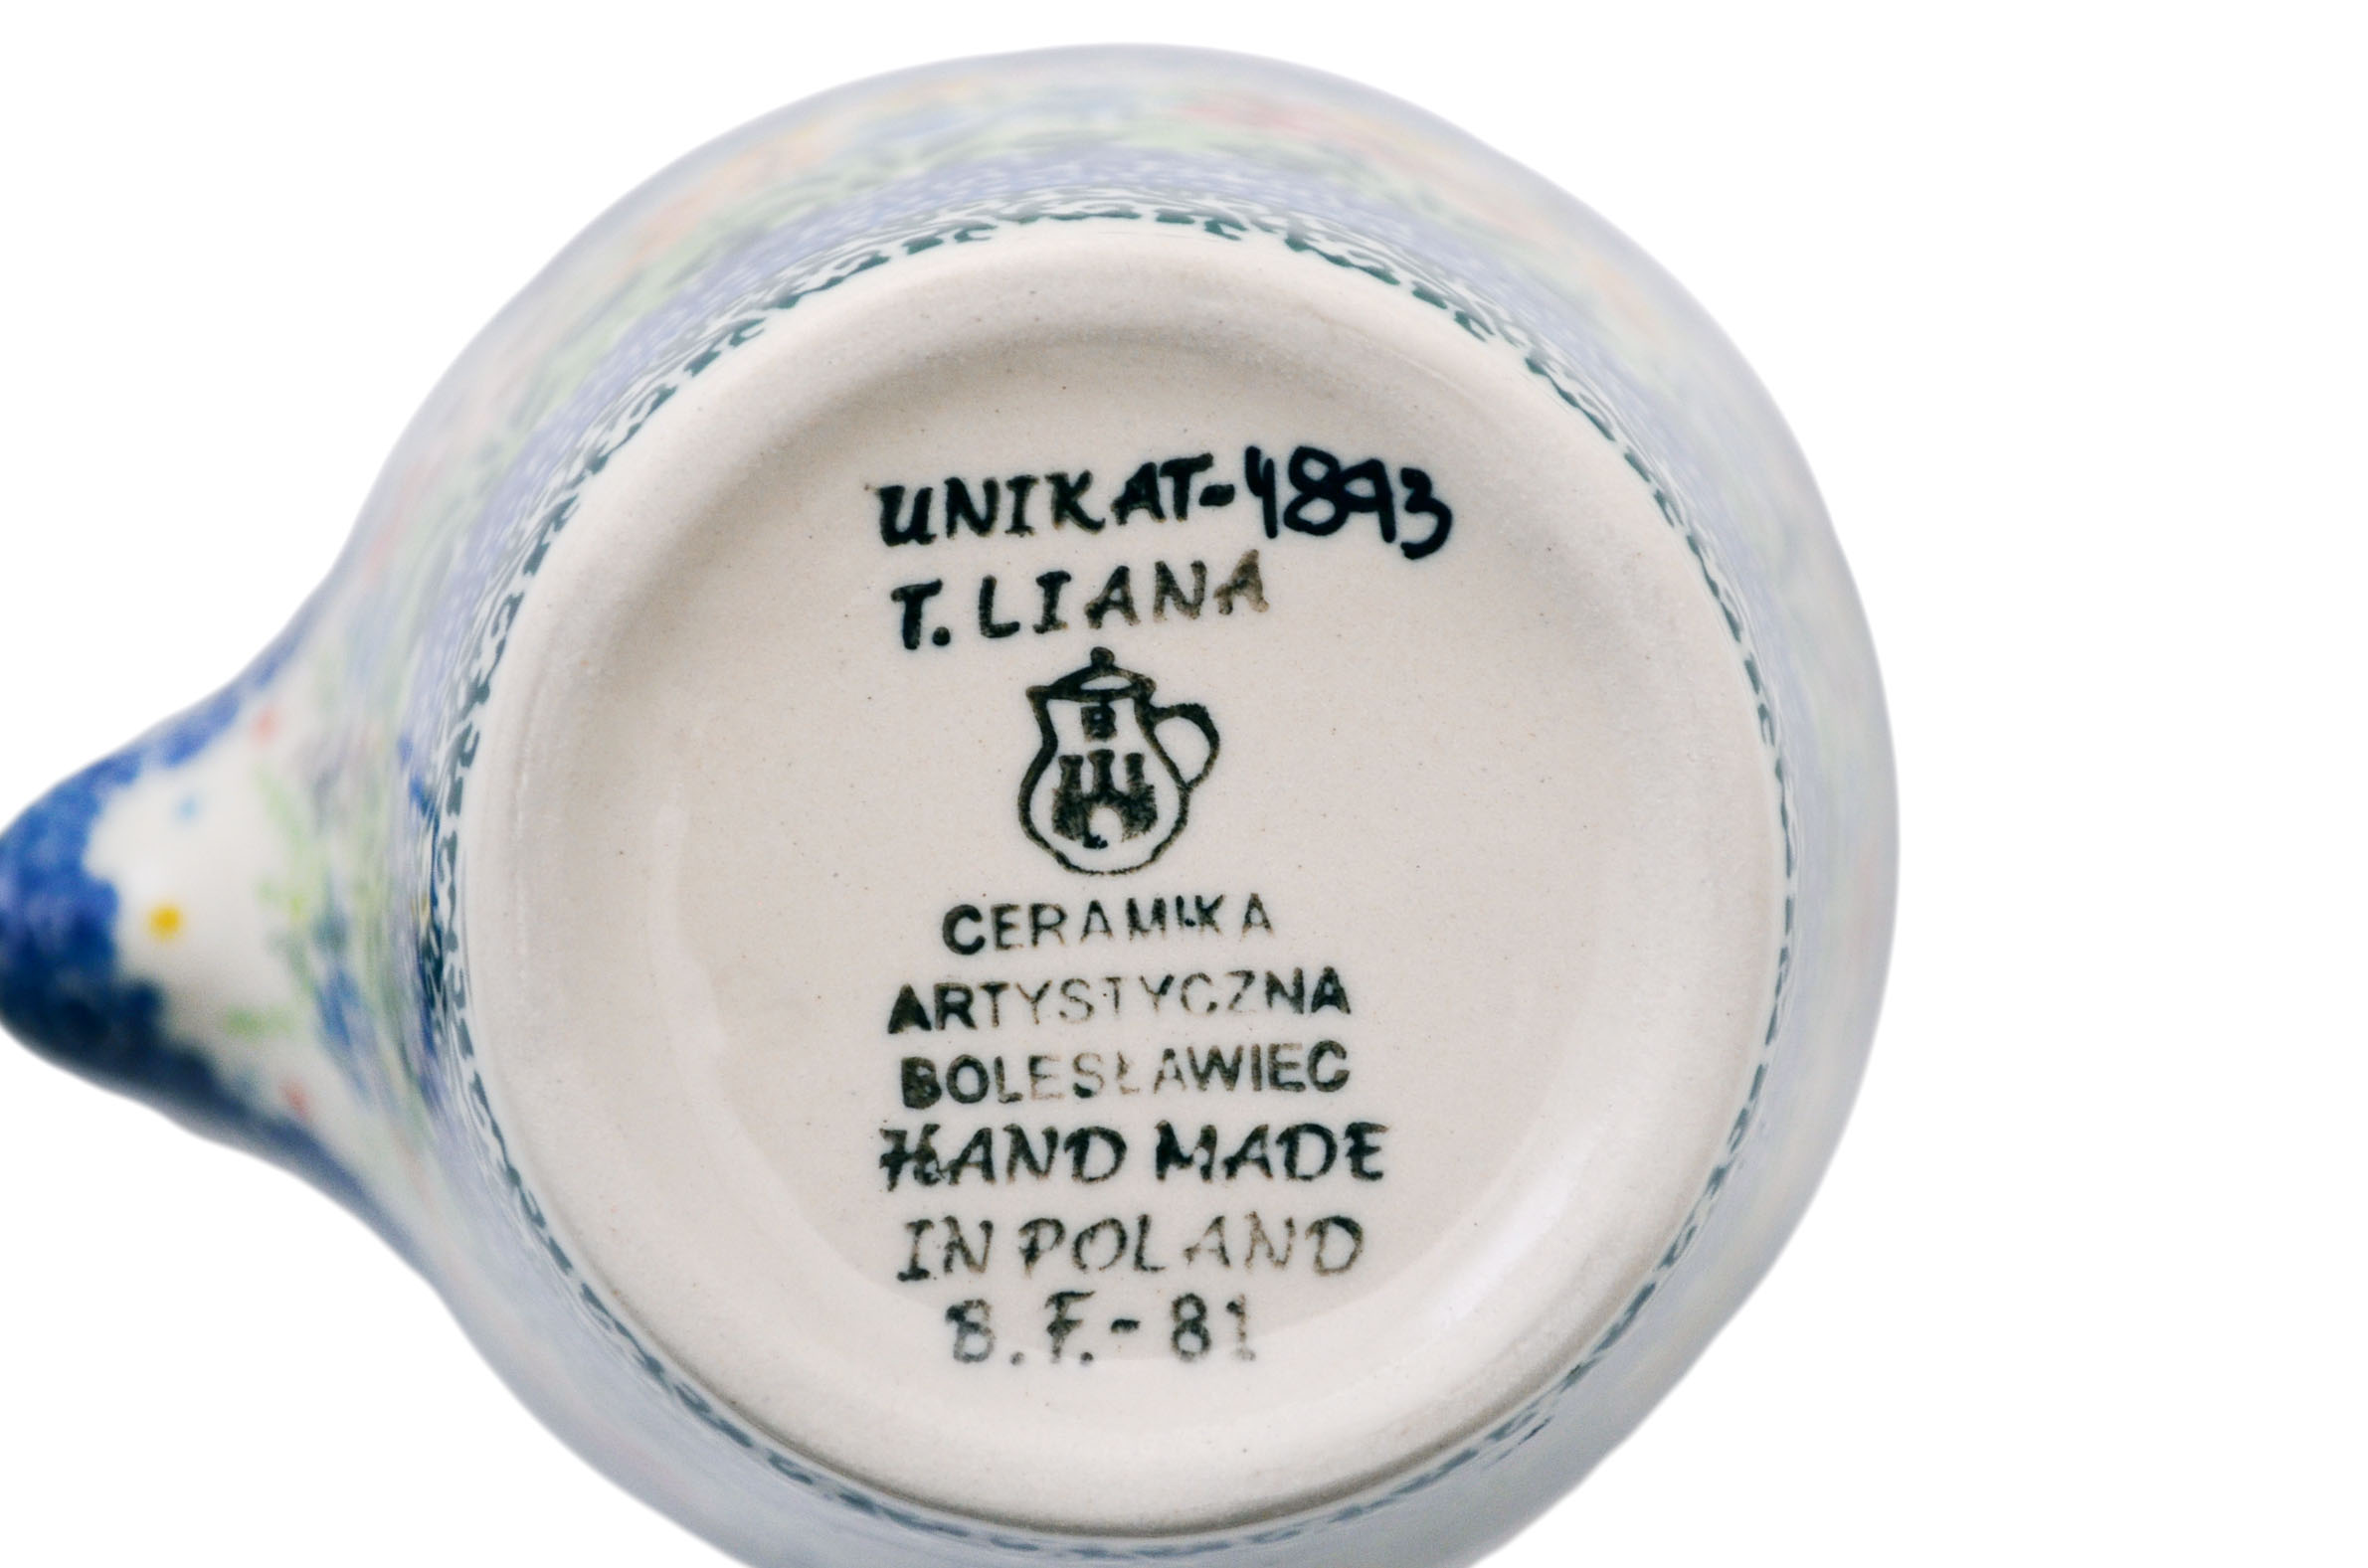 UNIKAT-4893
T. LIANA
CERAMIKA
ARTYSTYCZNA
BOLESŁAWIEC
HAND MADE
IN POLAND
B.F.-81